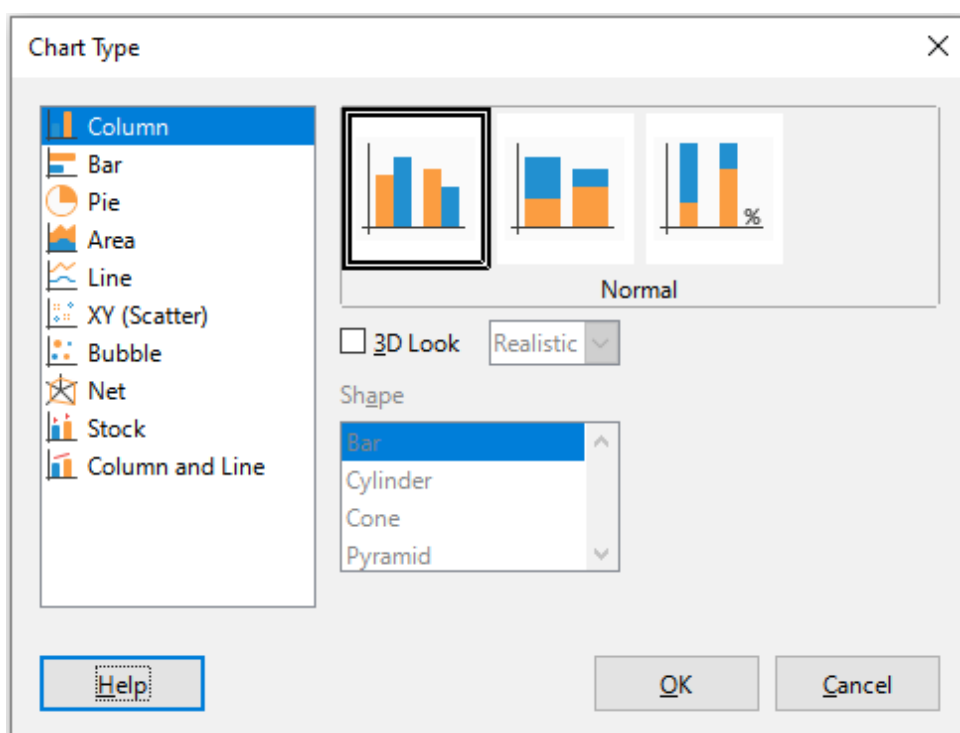 Chart Type
Column
Bar
Pie
Area
Line
XY (Scatter)
Bubble
Net
Stock
Column and Line
%
Normal
3D Look
Realistic
Shape
Bar
Cylinder
Cone
Pyramid
Help
OK
Cancel